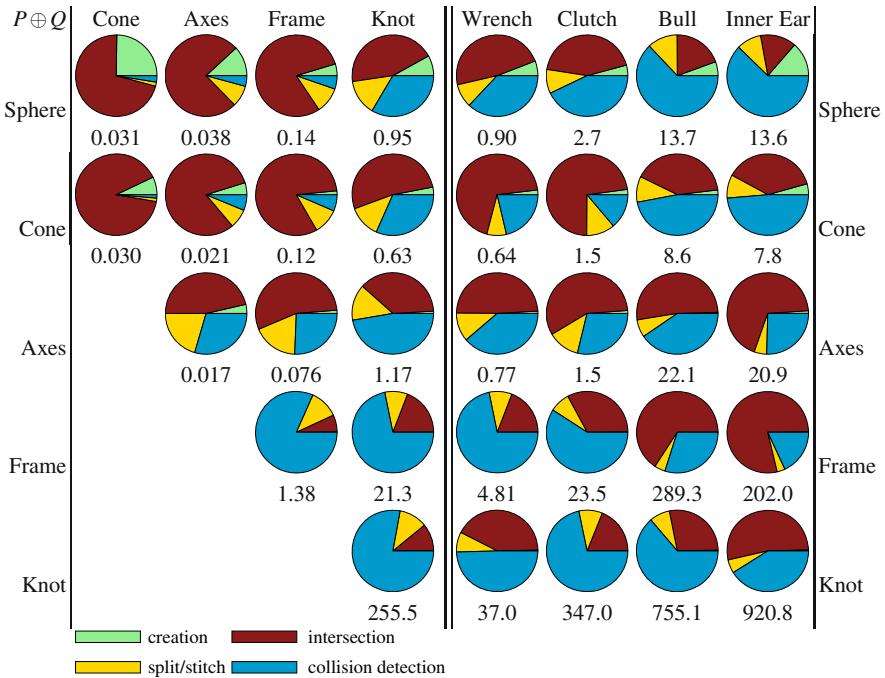 P ⊕ Q Cone Axes Frame Knot Wrench Clutch Bull Inner Ear
Sphere Sphere
0.031 0.038 0.14 0.95 0.90 2.7 13.7 13.6
Cone Cone
0.030 0.021 0.12 0.63 0.64 1.5 8.6 7.8
Axes Axes
0.017 0.076 1.17 0.77 1.5 22.1 20.9
Frame Frame
1.38 21.3 4.81 23.5 289.3 202.0
Knot Knot
255.5 37.0 347.0 755.1 920.8
creation intersection
split/stitch collision detection